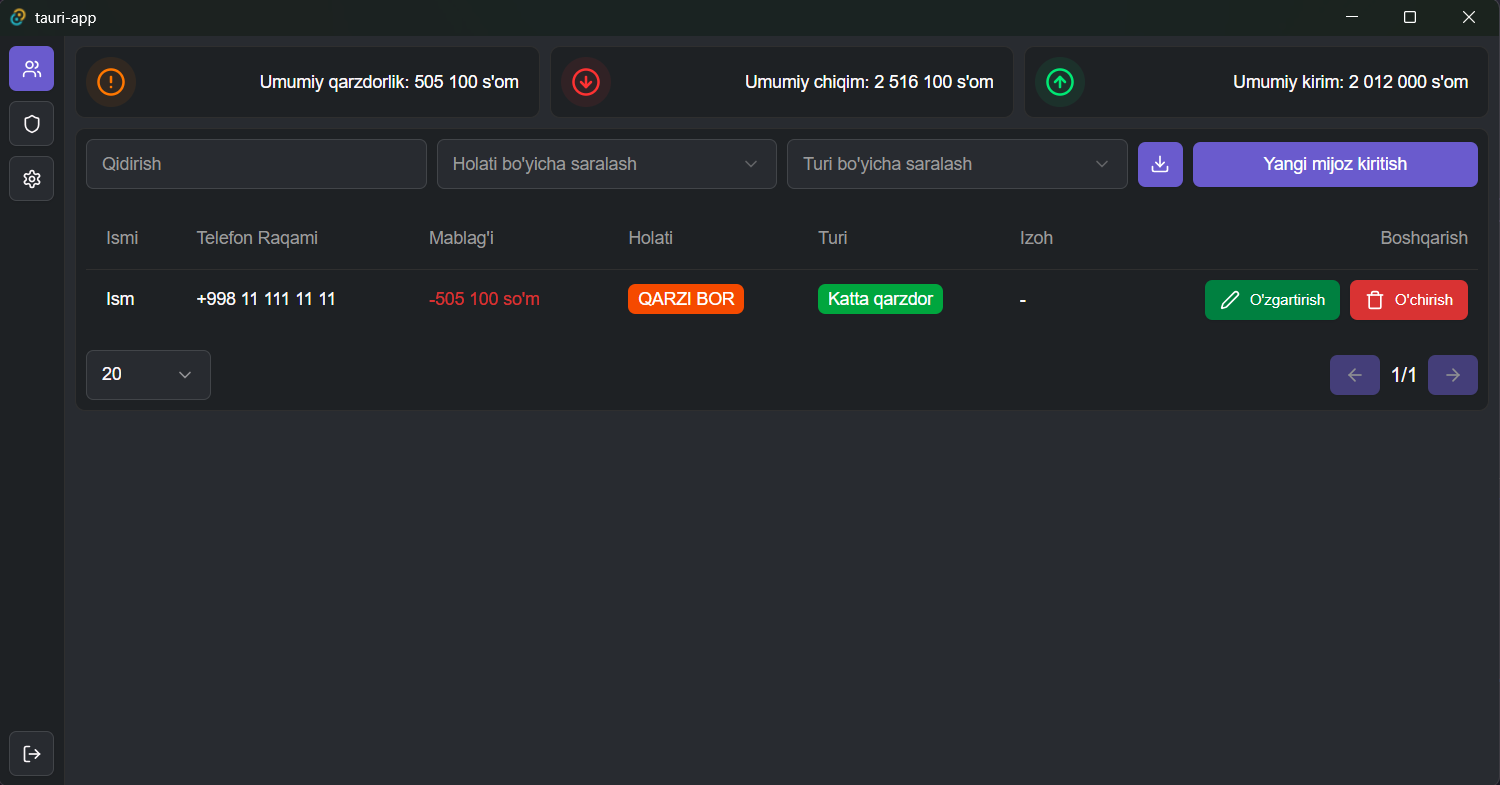 tauri-app
Umumiy qarzdorlik: 505 100 s'om
Umumiy chiqim: 2 516 100 s'om
Umumiy kirim: 2 012 000 s'om
Qidirish
Holati bo'yicha saralash
Turi bo'yicha saralash
Yangi mijoz kiritish
Ismi Telefon Raqami Mablag'i Holati Turi Izoh Boshqarish
Ism +998 11 111 11 11 -505 100 so'm QARZI BOR Katta qarzdor - O'zgartirish O'chirish
20
1/1